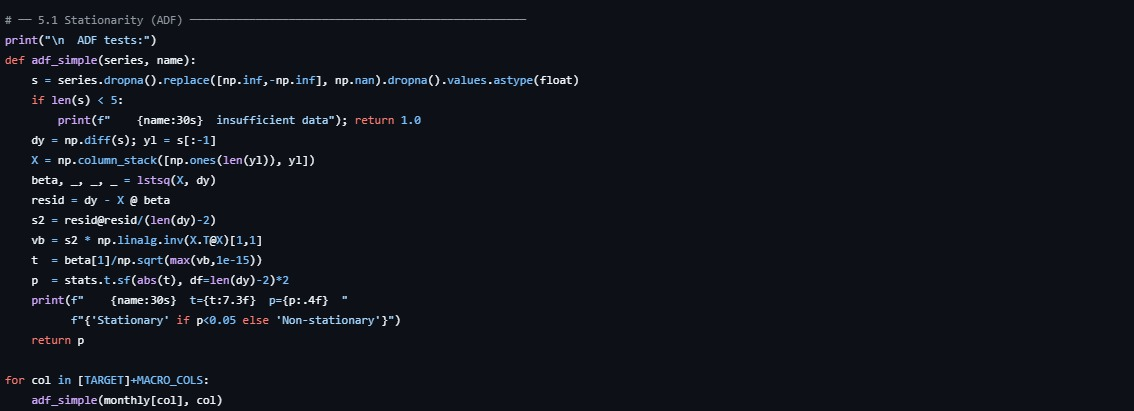 # ── 5.1 Stationarity (ADF) ───────────────────────────────────────────────────
print("\n  ADF tests:")
def adf_simple(series, name):
    s = series.dropna().replace([np.inf,-np.inf], np.nan).dropna().values.astype(float)
    if len(s) < 5:
        print(f"    {name:30s}  insufficient data"); return 1.0
    dy = np.diff(s); yl = s[:-1]
    X = np.column_stack([np.ones(len(yl)), yl])
    beta, _, _, _ = lstsq(X, dy)
    resid = dy - X @ beta
    s2 = resid@resid/(len(dy)-2)
    vb = s2 * np.linalg.inv(X.T@X)[1,1]
    t  = beta[1]/np.sqrt(max(vb,1e-15))
    p  = stats.t.sf(abs(t), df=len(dy)-2)*2
    print(f"    {name:30s}  t={t:7.3f}  p={p:.4f}  "
          f"{'Stationary' if p<0.05 else 'Non-stationary'}")
    return p

for col in [TARGET]+MACRO_COLS:
    adf_simple(monthly[col], col)